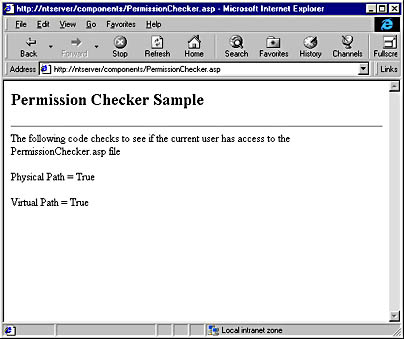 http://ntserver/components/PermissionChecker.asp - Microsoft Internet Explorer
File Edit View Go Favorites Help
Back Forward Stop Refresh Home Search Favorites History Channels Fullscre
Address http://ntserver/components/PermissionChecker.asp Links
Permission Checker Sample
The following code checks to see if the current user has access to the
PermissionChecker.asp file
Physical Path = True
Virtual Path = True
Local intranet zone